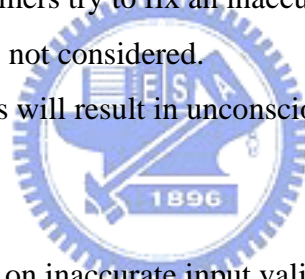 mers try to fix an inaccu
not considered.
s will result in unconscio
E S A
1896
on inaccurate input vali